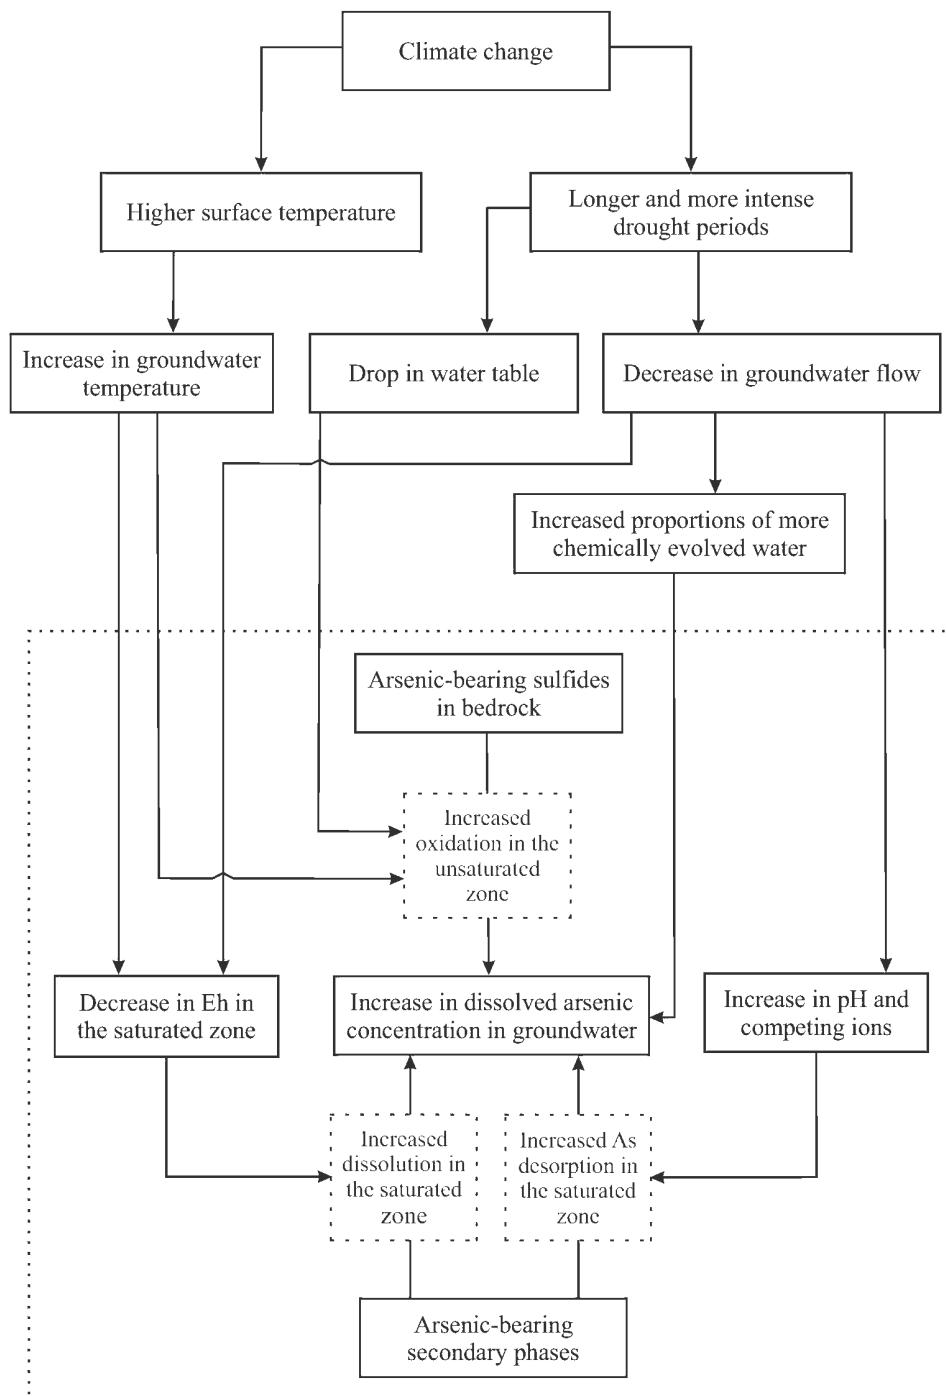 Climate change
Higher surface temperature
Longer and more intense
drought periods
Increase in groundwater
temperature
Drop in water table
Decrease in groundwater flow
Increased proportions of more
chemically evolved water
Arsenic-bearing sulfides
in bedrock
Increased
oxidation in the
unsaturated
zone
Decrease in Eh in
the saturated zone
Increase in dissolved arsenic
concentration in groundwater
Increase in pH and
competing ions
Increased
dissolution in
the saturated
zone
Increased As
desorption in
the saturated
zone
Arsenic-bearing
secondary phases